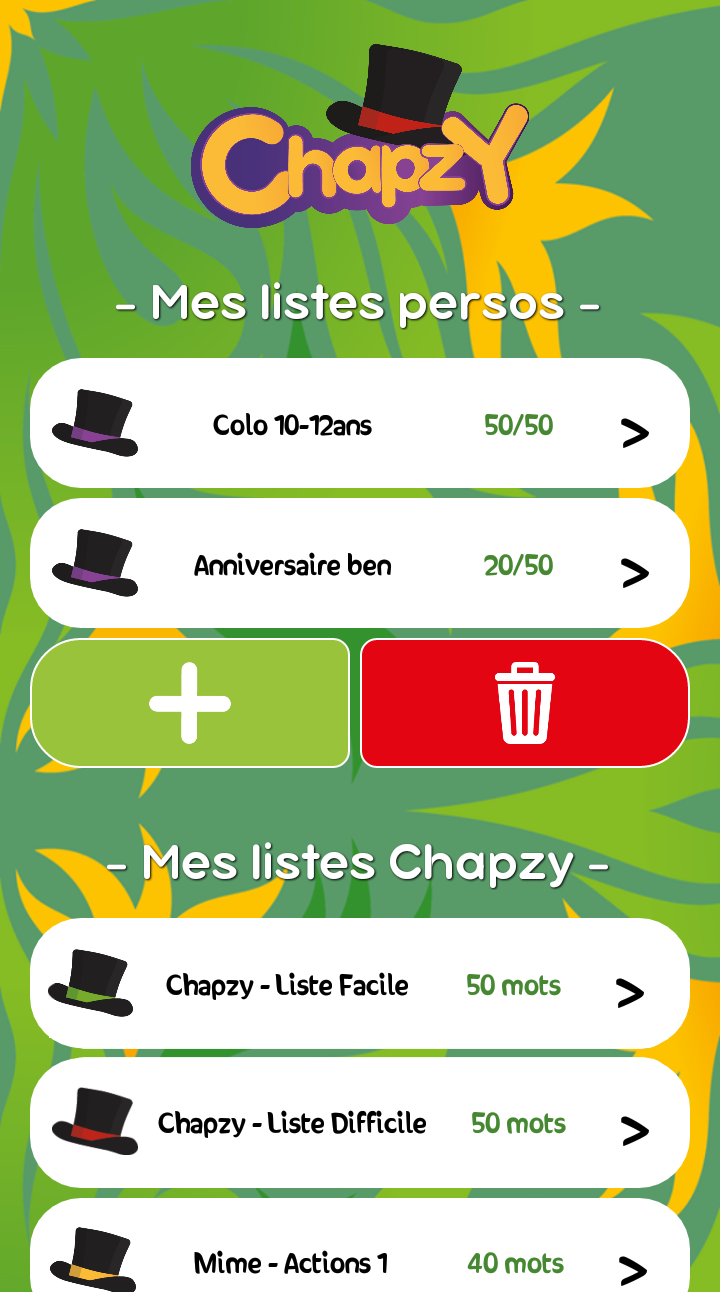 Chapzy
- Mes listes persos -
Colo 10-12ans 50/50 >
Anniversaire ben 20/50 >
- Mes listes Chapzy -
Chapzy - Liste Facile 50 mots >
Chapzy - Liste Difficile 50 mots >
Mime - Actions 1 40 mots >